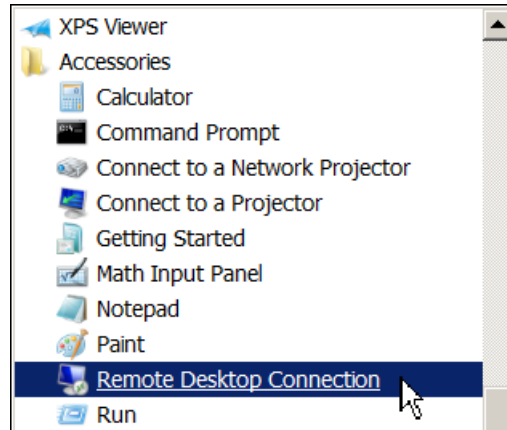 XPS Viewer
Accessories
Calculator
Command Prompt
Connect to a Network Projector
Connect to a Projector
Getting Started
Math Input Panel
Notepad
Paint
Remote Desktop Connection
Run